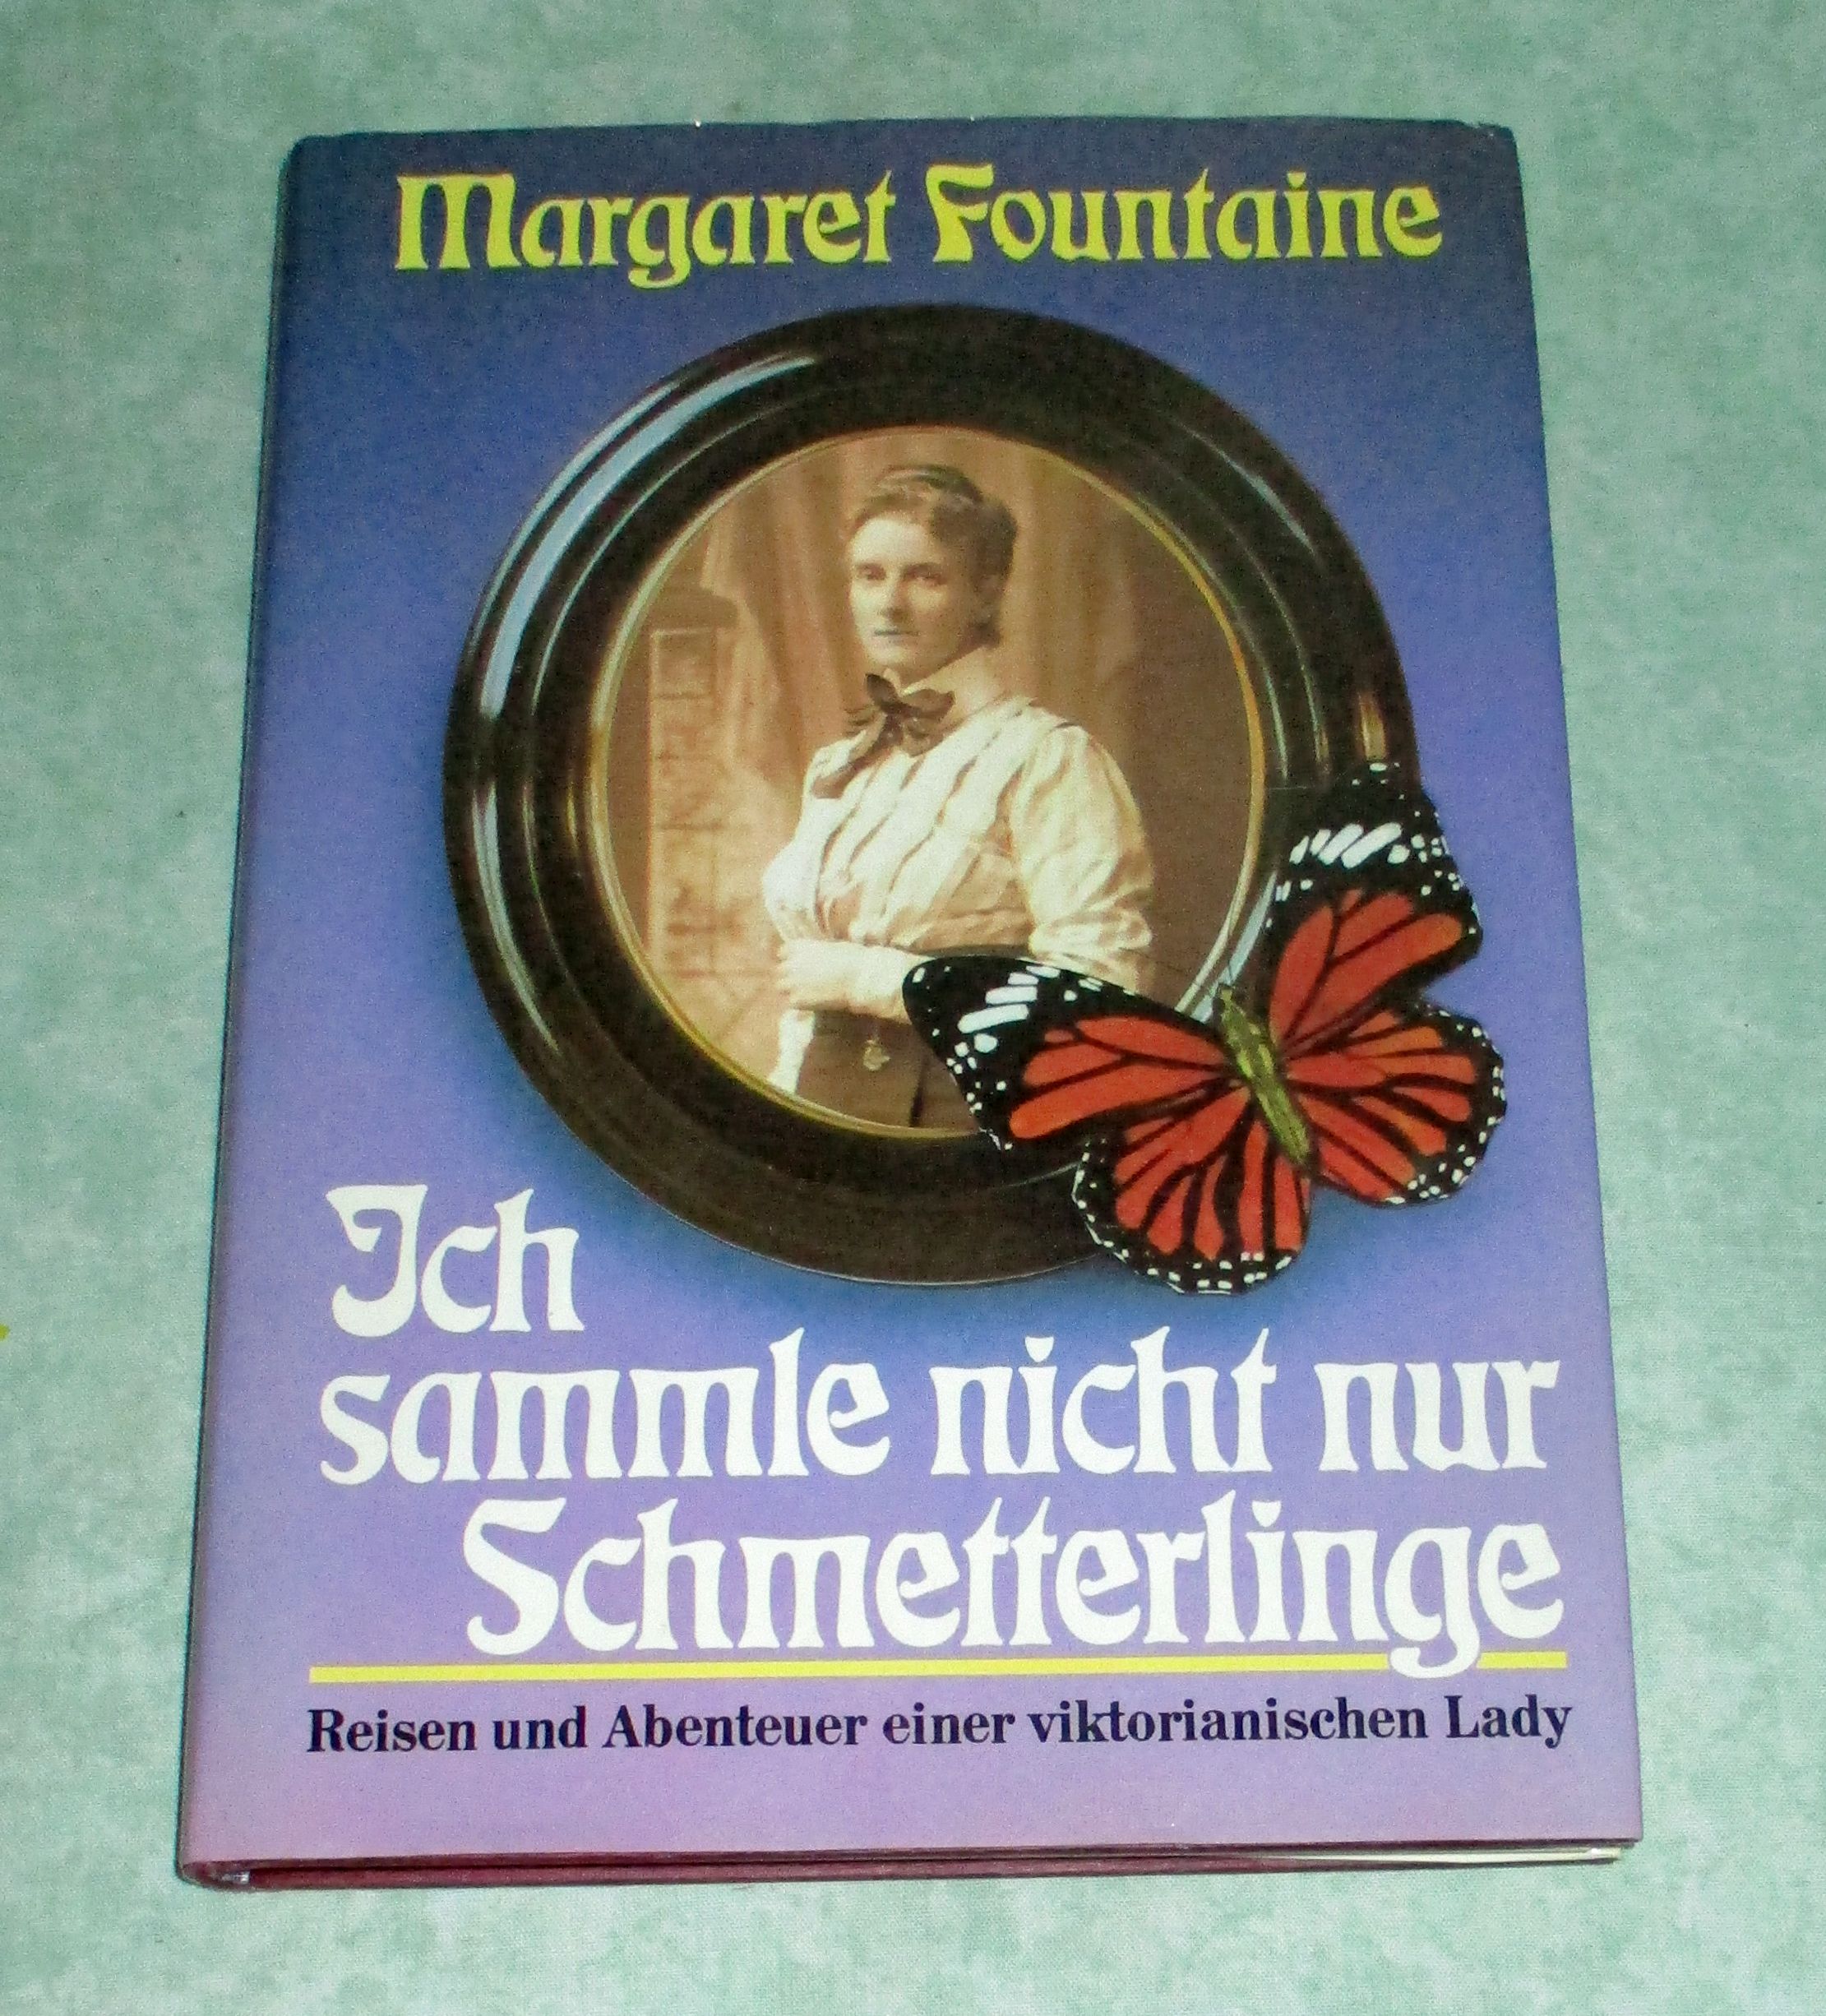 Margaret Fountaine
Ich
sammle nicht nur
Schmetterlinge
Reisen und Abenteuer einer viktorianischen Lady